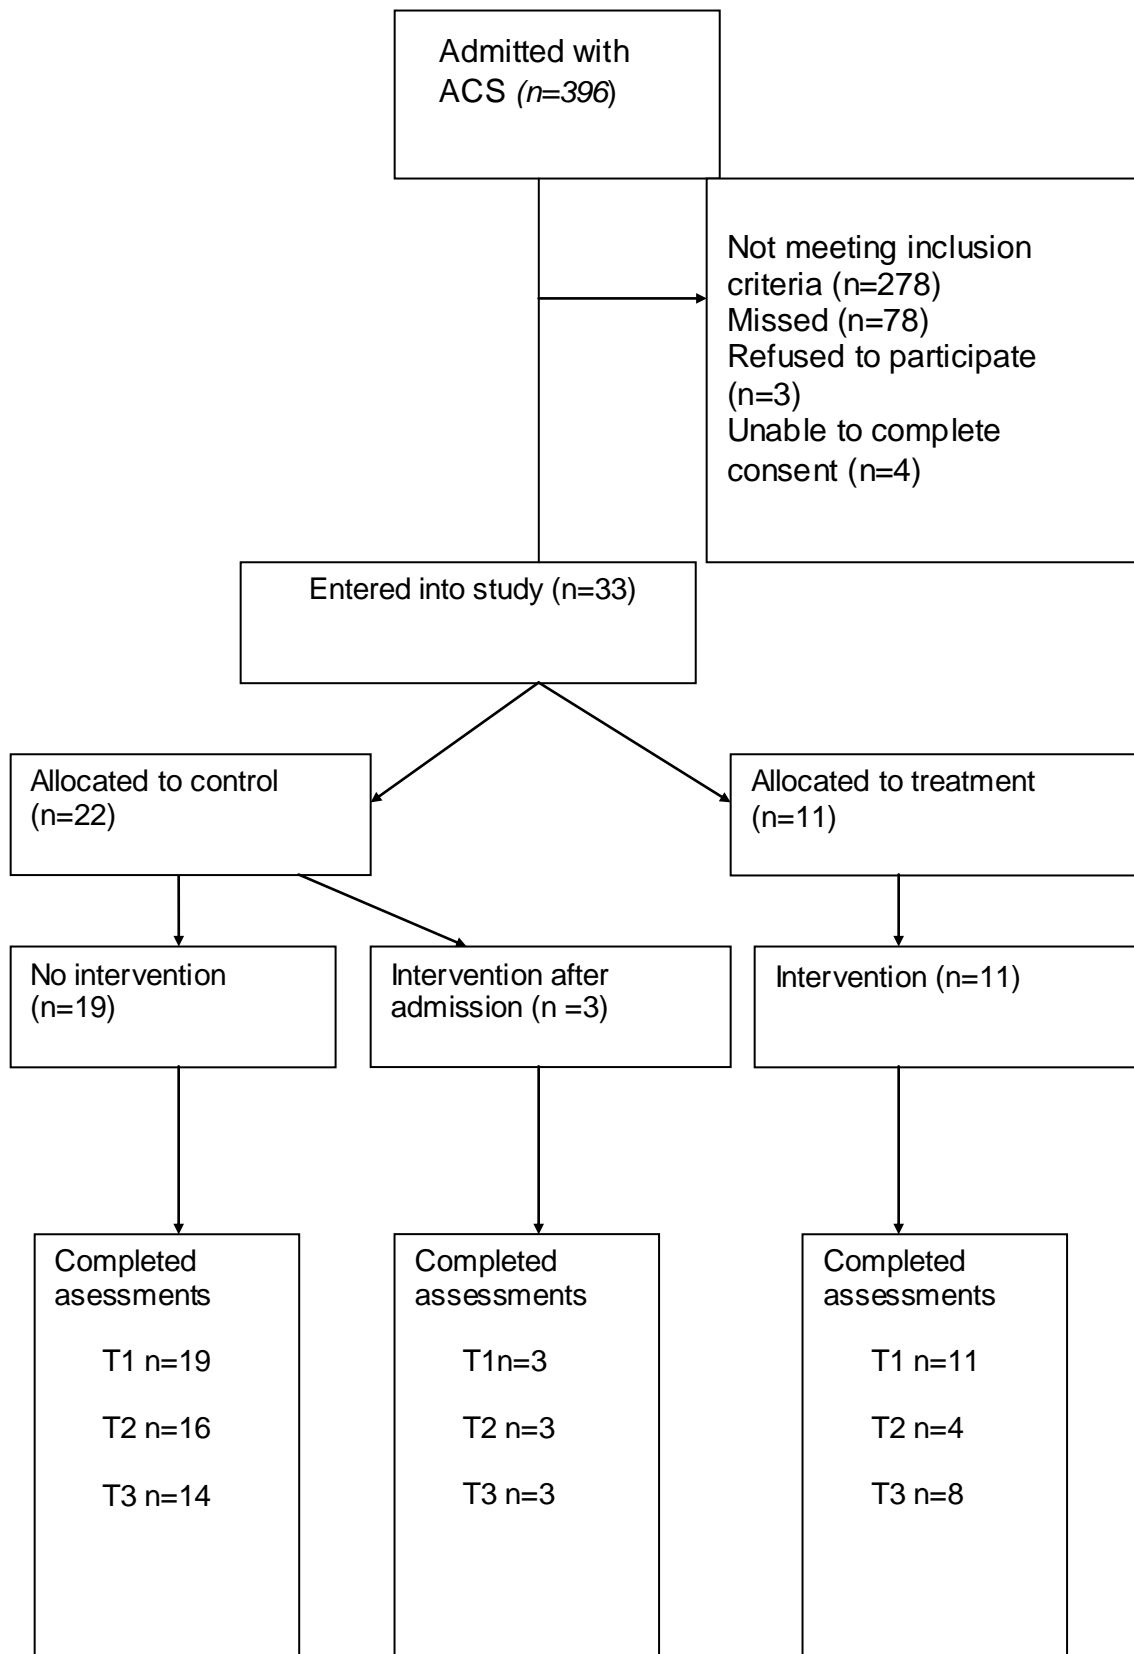 Admitted with
ACS (n=396)
Not meeting inclusion
criteria (n=278)
Missed (n=78)
Refused to participate
(n=3)
Unable to complete
consent (n=4)
Entered into study (n=33)
Allocated to control
(n=22)
Allocated to treatment
(n=11)
No intervention
(n=19)
Intervention after
admission (n =3)
Intervention (n=11)
Completed
asessments
T1 n=19
T2 n=16
T3 n=14
Completed
assessments
T1n=3
T2 n=3
T3 n=3
Completed
assessments
T1 n=11
T2 n=4
T3 n=8